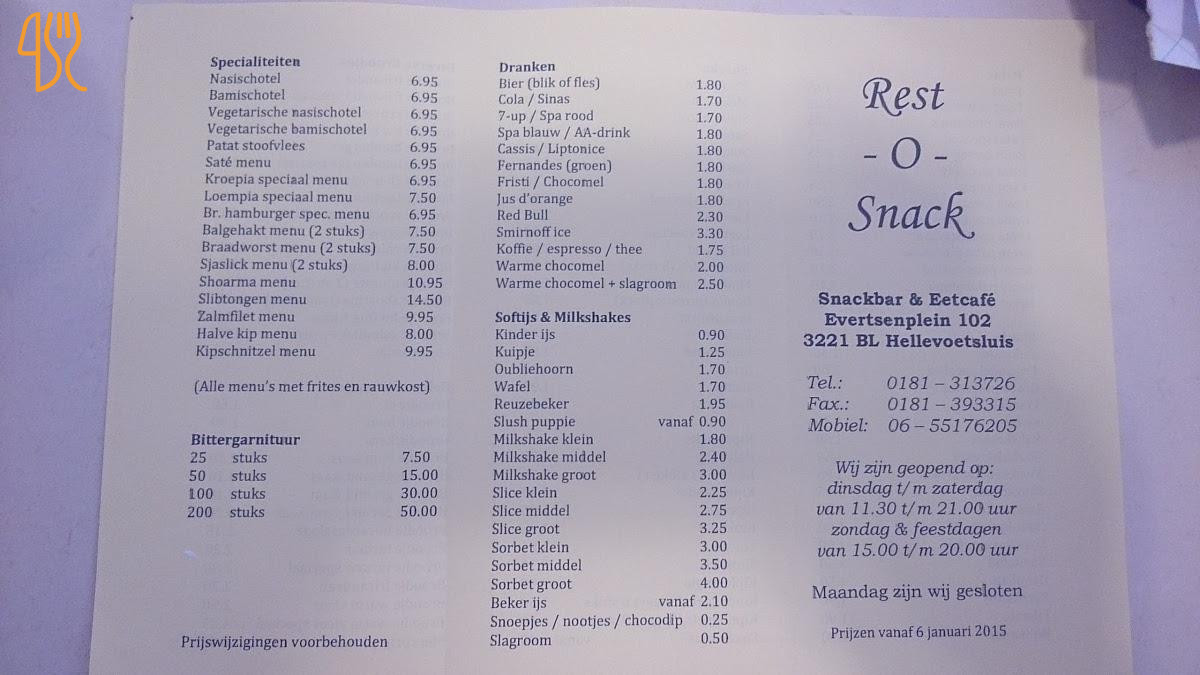 Specialiteiten
Nasischotel 6.95
Bamischotel 6.95
Vegetarische nasischotel 6.95
Vegetarische bamischotel 6.95
Patat stoofvlees 6.95
Saté menu 6.95
Kroepia speciaal menu 6.95
Loempia speciaal menu 7.50
Br. hamburger spec. menu 6.95
Balgehakt menu (2 stuks) 7.50
Braadworst menu (2 stuks) 7.50
Sjaslick menu (2 stuks) 8.00
Shoarma menu 10.95
Slibtongen menu 14.50
Zalmfilet menu 9.95
Halve kip menu 8.00
Kipschnitzel menu 9.95
(Alle menu's met frites en rauwkost)
Bittergarnituur
25 stuks 7.50
50 stuks 15.00
100 stuks 30.00
200 stuks 50.00
Prijswijzigingen voorbehouden
Dranken
Bier (blik of fles) 1.80
Cola / Sinas 1.70
7-up / Spa rood 1.70
Spa blauw / AA-drink 1.80
Cassis / Liptonice 1.80
Fernandes (groen) 1.80
Fristi / Chocomel 1.80
Jus d'orange 1.80
Red Bull 2.30
Smirnoff ice 3.30
Koffie / espresso / thee 1.75
Warme chocomel 2.00
Warme chocomel + slagroom 2.50
Softijs & Milkshakes
Kinder ijs 0.90
Kuipje 1.25
Oubliehoorn 1.70
Wafel 1.70
Reuzebeker 1.95
Slush puppie vanaf 0.90
Milkshake klein 1.80
Milkshake middel 2.40
Milkshake groot 3.00
Slice klein 2.25
Slice middel 2.75
Slice groot 3.25
Sorbet klein 3.00
Sorbet middel 3.50
Sorbet groot 4.00
Beker ijs vanaf 2.10
Snoepjes / nootjes / chocodip 0.25
Slagroom 0.50
Rest
- O -
Snack
Snackbar & Eetcafé
Evertsenplein 102
3221 BL Hellevoetsluis
Tel.: 0181 – 313726
Fax.: 0181 – 393315
Mobiel: 06 – 55176205
Wij zijn geopend op:
dinsdag t/m zaterdag
van 11.30 t/m 21.00 uur
zondag & feestdagen
van 15.00 t/m 20.00 uur
Maandag zijn wij gesloten
Prijzen vanaf 6 januari 2015